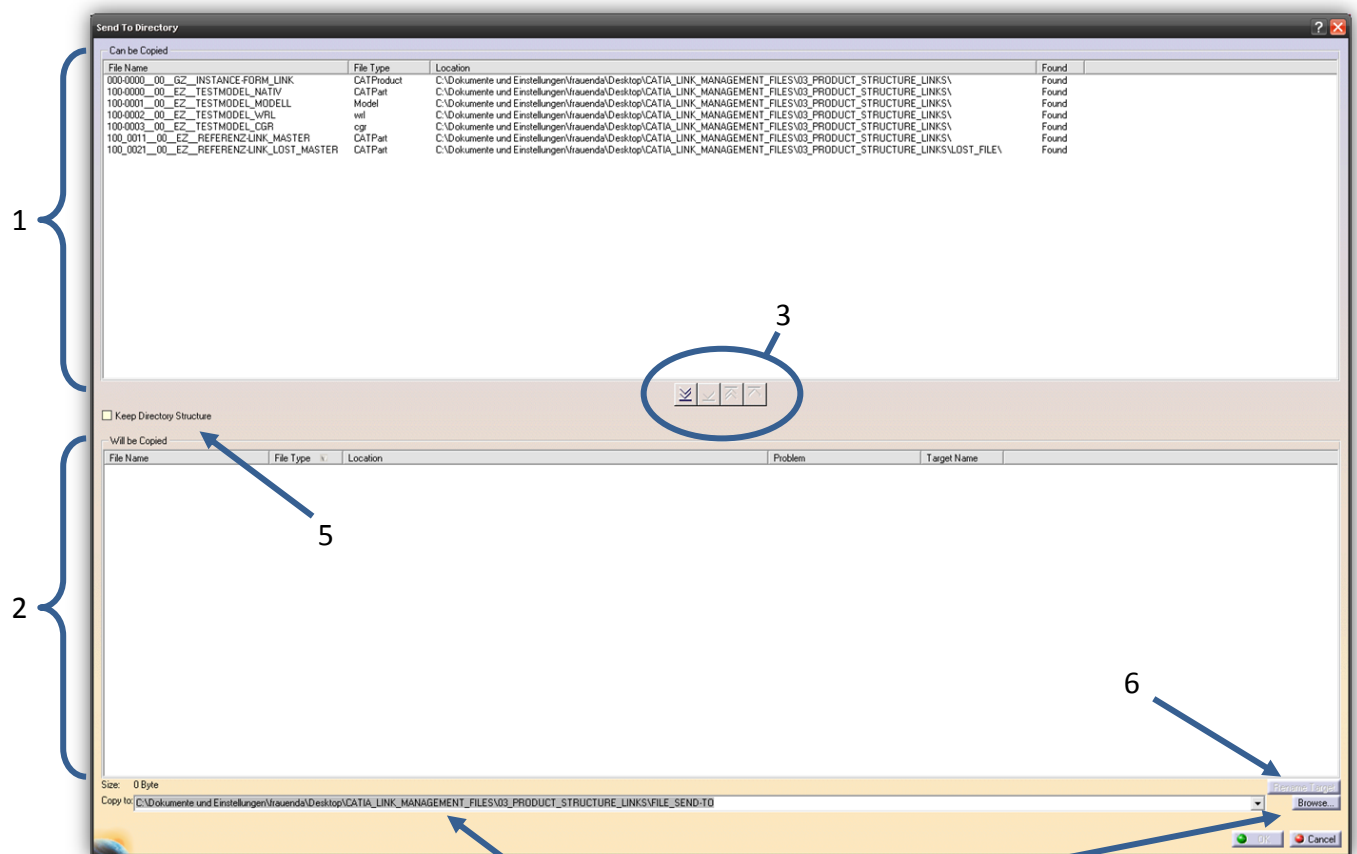 Send To Directory
Can be Copied
File Name File Type Location Found
000-0000__00__GZ__INSTANCE-FORM_LINK CATProduct C:\Dokumente und Einstellungen\frauenda\Desktop\CATIA_LINK_MANAGEMENT_FILES\03_PRODUCT_STRUCTURE_LINKS\ Found
100-0000__00__EZ__TESTMODEL_NATIV CATPart C:\Dokumente und Einstellungen\frauenda\Desktop\CATIA_LINK_MANAGEMENT_FILES\03_PRODUCT_STRUCTURE_LINKS\ Found
100-0001__00__EZ__TESTMODEL_MODELL Model C:\Dokumente und Einstellungen\frauenda\Desktop\CATIA_LINK_MANAGEMENT_FILES\03_PRODUCT_STRUCTURE_LINKS\ Found
100-0002__00__EZ__TESTMODEL_WRL wrl C:\Dokumente und Einstellungen\frauenda\Desktop\CATIA_LINK_MANAGEMENT_FILES\03_PRODUCT_STRUCTURE_LINKS\ Found
100-0003__00__EZ__TESTMODEL_CGR cgr C:\Dokumente und Einstellungen\frauenda\Desktop\CATIA_LINK_MANAGEMENT_FILES\03_PRODUCT_STRUCTURE_LINKS\ Found
100_0011__00__EZ__REFERENZ-LINK_MASTER CATPart C:\Dokumente und Einstellungen\frauenda\Desktop\CATIA_LINK_MANAGEMENT_FILES\03_PRODUCT_STRUCTURE_LINKS\ Found
100_0021__00__EZ__REFERENZ-LINK_LOST_MASTER CATPart C:\Dokumente und Einstellungen\frauenda\Desktop\CATIA_LINK_MANAGEMENT_FILES\03_PRODUCT_STRUCTURE_LINKS\LOST_FILE\ Found
1
3
Keep Directory Structure
Will be Copied
File Name File Type Location Problem Target Name
5
2
6
Size: 0 Byte
Rename Target
Copy to: C:\Dokumente und Einstellungen\frauenda\Desktop\CATIA_LINK_MANAGEMENT_FILES\03_PRODUCT_STRUCTURE_LINKS\FILE_SEND-TO Browse...
OK Cancel